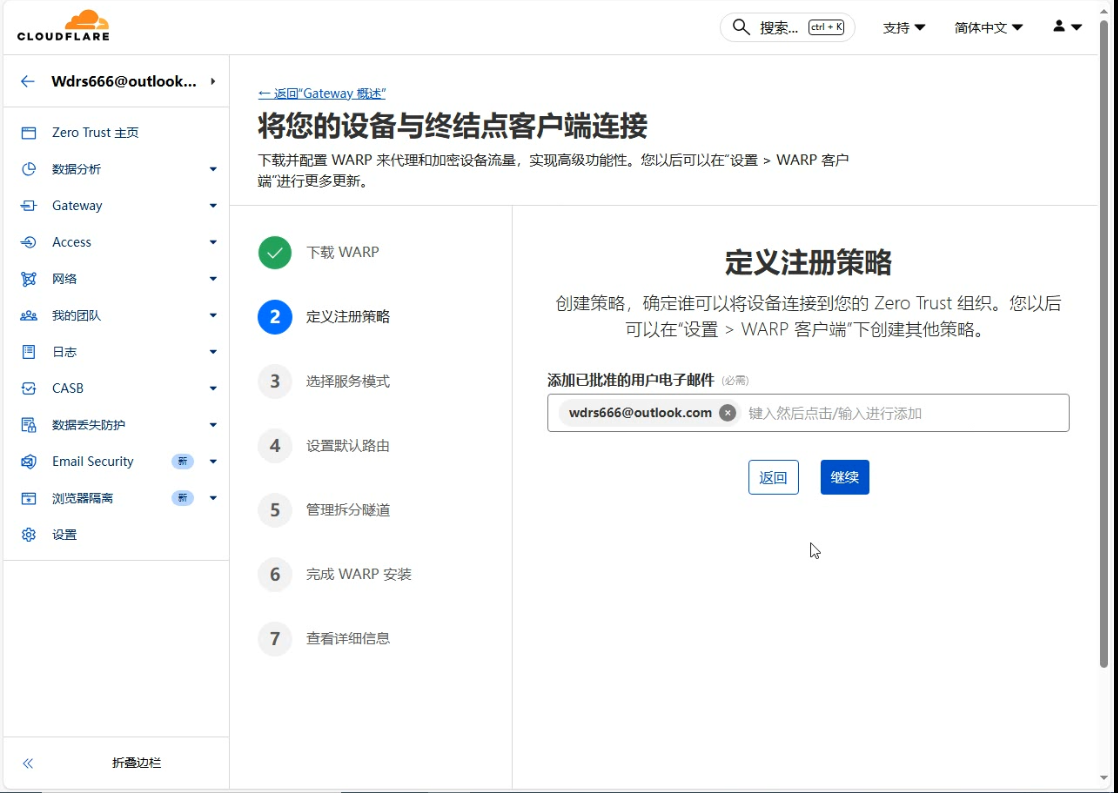 CLOUDFLARE
搜索... ctrl + K
支持
简体中文
Wdrs666@outlook...
Zero Trust 主页
数据分析
Gateway
Access
网络
我的团队
日志
CASB
数据丢失防护
Email Security 新
浏览器隔离 新
设置
折叠边栏
← 返回“Gateway 概述”
将您的设备与终结点客户端连接
下载并配置 WARP 来代理和加密设备流量，实现高级功能性。您以后可以在“设置 > WARP 客户
端”进行更多更新。
下载 WARP
2 定义注册策略
3 选择服务模式
4 设置默认路由
5 管理拆分隧道
6 完成 WARP 安装
7 查看详细信息
定义注册策略
创建策略，确定谁可以将设备连接到您的 Zero Trust 组织。您以后
可以在“设置 > WARP 客户端”下创建其他策略。
添加已批准的用户电子邮件 (必需)
wdrs666@outlook.com 键入然后点击/输入进行添加
返回 继续